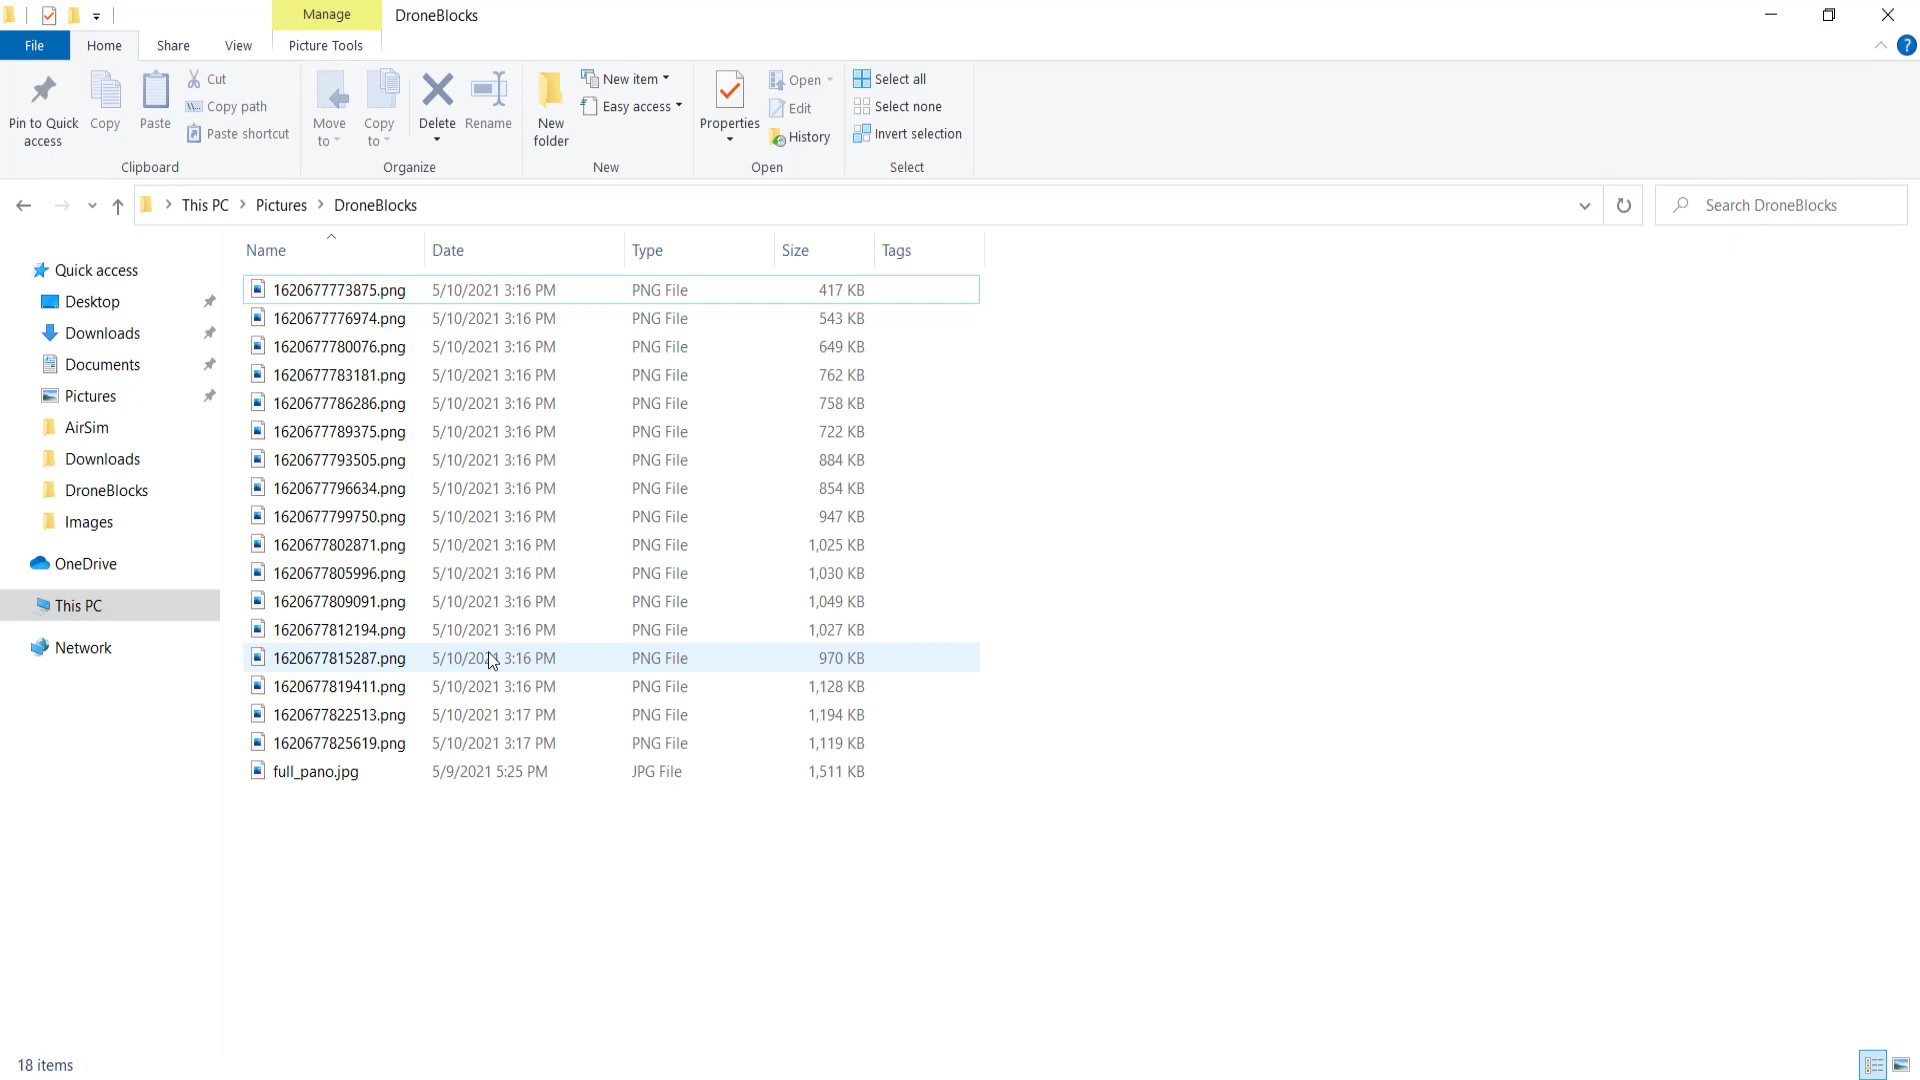 Manage
DroneBlocks
File
Home
Share
View
Picture Tools
?
Pin to Quick access
Copy
Paste
Cut
Copy path
Paste shortcut
Clipboard
Move to
Copy to
Delete
Rename
Organize
New folder
New item
Easy access
New
Properties
Open
Edit
History
Open
Select all
Select none
Invert selection
Select
This PC > Pictures > DroneBlocks
Search DroneBlocks
Quick access
Desktop
Downloads
Documents
Pictures
AirSim
Downloads
DroneBlocks
Images
OneDrive
This PC
Network
Name Date Type Size Tags
1620677773875.png 5/10/2021 3:16 PM PNG File 417 KB
1620677776974.png 5/10/2021 3:16 PM PNG File 543 KB
1620677780076.png 5/10/2021 3:16 PM PNG File 649 KB
1620677783181.png 5/10/2021 3:16 PM PNG File 762 KB
1620677786286.png 5/10/2021 3:16 PM PNG File 758 KB
1620677789375.png 5/10/2021 3:16 PM PNG File 722 KB
1620677793505.png 5/10/2021 3:16 PM PNG File 884 KB
1620677796634.png 5/10/2021 3:16 PM PNG File 854 KB
1620677799750.png 5/10/2021 3:16 PM PNG File 947 KB
1620677802871.png 5/10/2021 3:16 PM PNG File 1,025 KB
1620677805996.png 5/10/2021 3:16 PM PNG File 1,030 KB
1620677809091.png 5/10/2021 3:16 PM PNG File 1,049 KB
1620677812194.png 5/10/2021 3:16 PM PNG File 1,027 KB
1620677815287.png 5/10/2021 3:16 PM PNG File 970 KB
1620677819411.png 5/10/2021 3:16 PM PNG File 1,128 KB
1620677822513.png 5/10/2021 3:17 PM PNG File 1,194 KB
1620677825619.png 5/10/2021 3:17 PM PNG File 1,119 KB
full_pano.jpg 5/9/2021 5:25 PM JPG File 1,511 KB
18 items